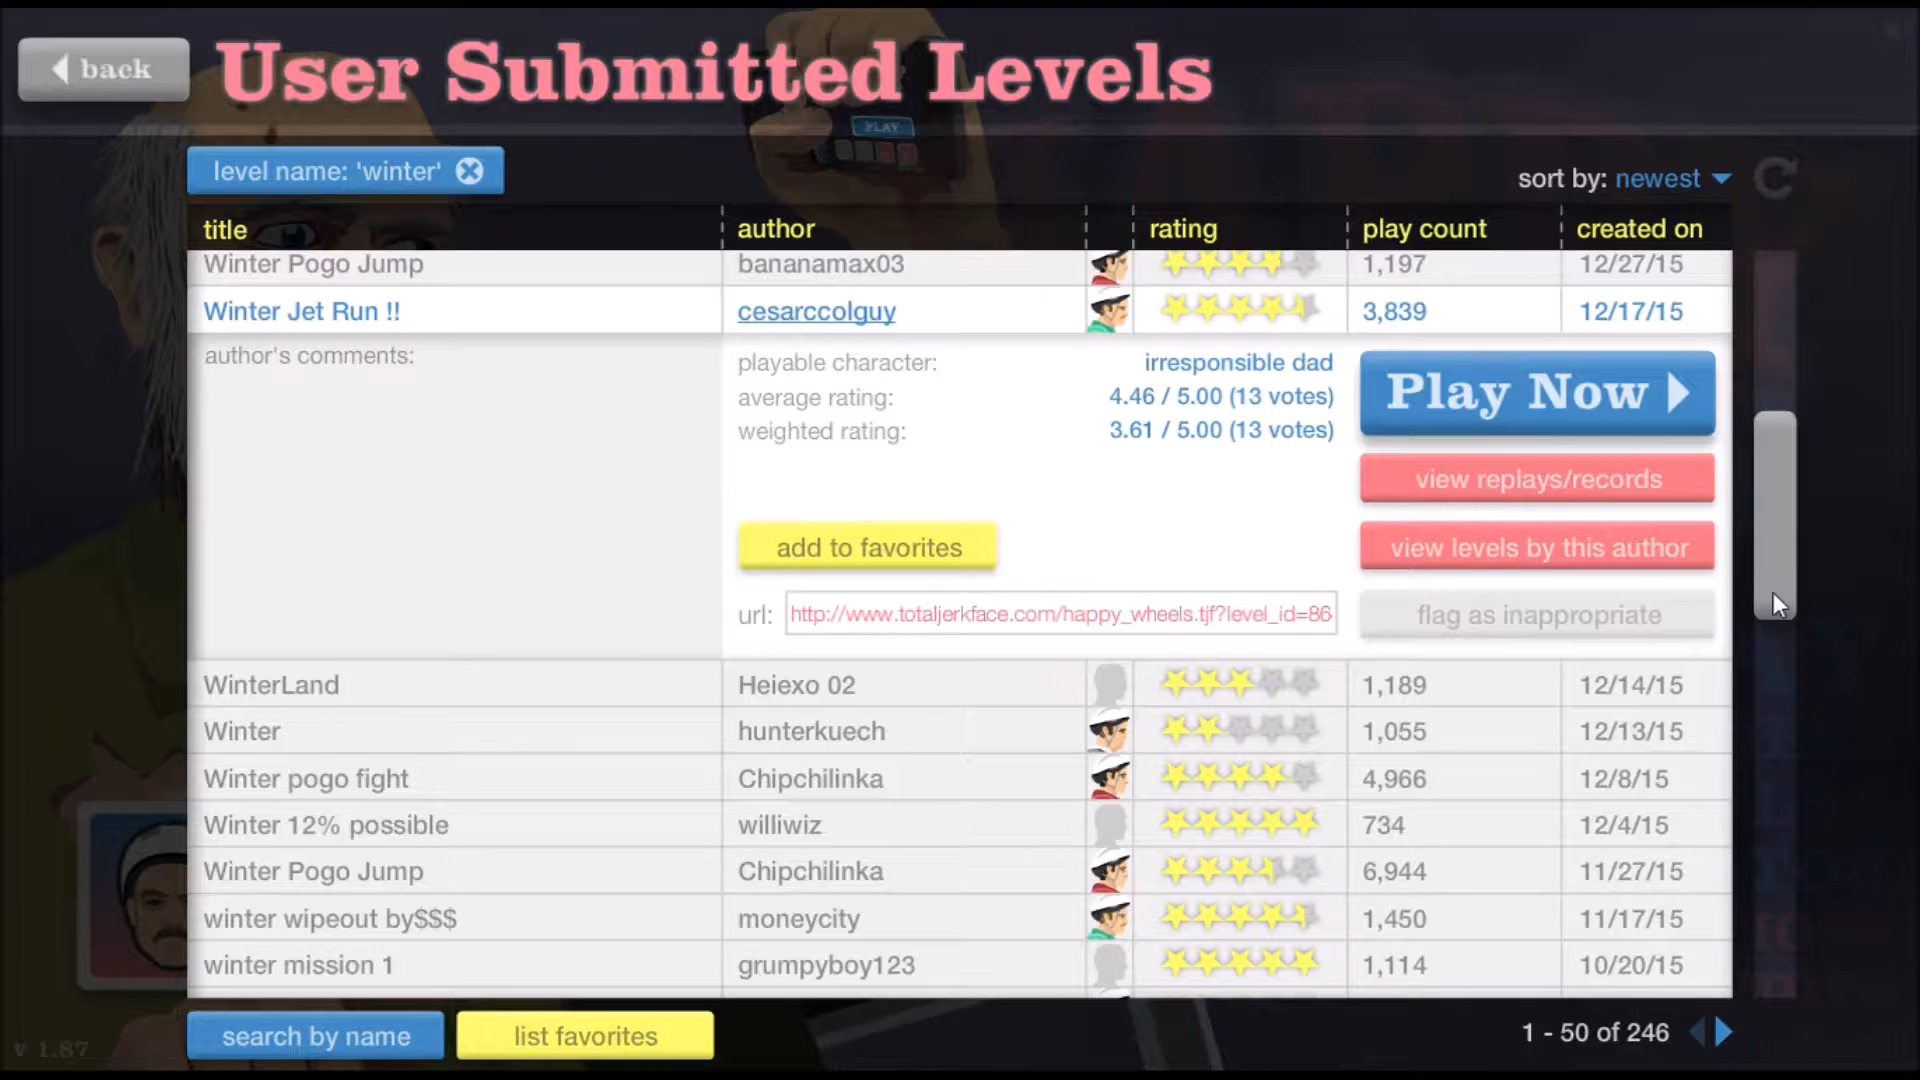 back
User Submitted Levels
PLAY
level name: 'winter'
sort by: newest
title author rating play count created on
Winter Pogo Jump bananamax03 1,197 12/27/15
Winter Jet Run !! cesarccolguy 3,839 12/17/15
author's comments:
playable character: irresponsible dad
average rating: 4.46 / 5.00 (13 votes)
weighted rating: 3.61 / 5.00 (13 votes)
Play Now
view replays/records
add to favorites
view levels by this author
url: http://www.totaljerkface.com/happy_wheels.tjf?level_id=86
flag as inappropriate
WinterLand Heiexo 02 1,189 12/14/15
Winter hunterkuech 1,055 12/13/15
Winter pogo fight Chipchilinka 4,966 12/8/15
Winter 12% possible williwiz 734 12/4/15
Winter Pogo Jump Chipchilinka 6,944 11/27/15
winter wipeout by$$$ moneycity 1,450 11/17/15
winter mission 1 grumpyboy123 1,114 10/20/15
search by name list favorites 1 - 50 of 246
v 1.87